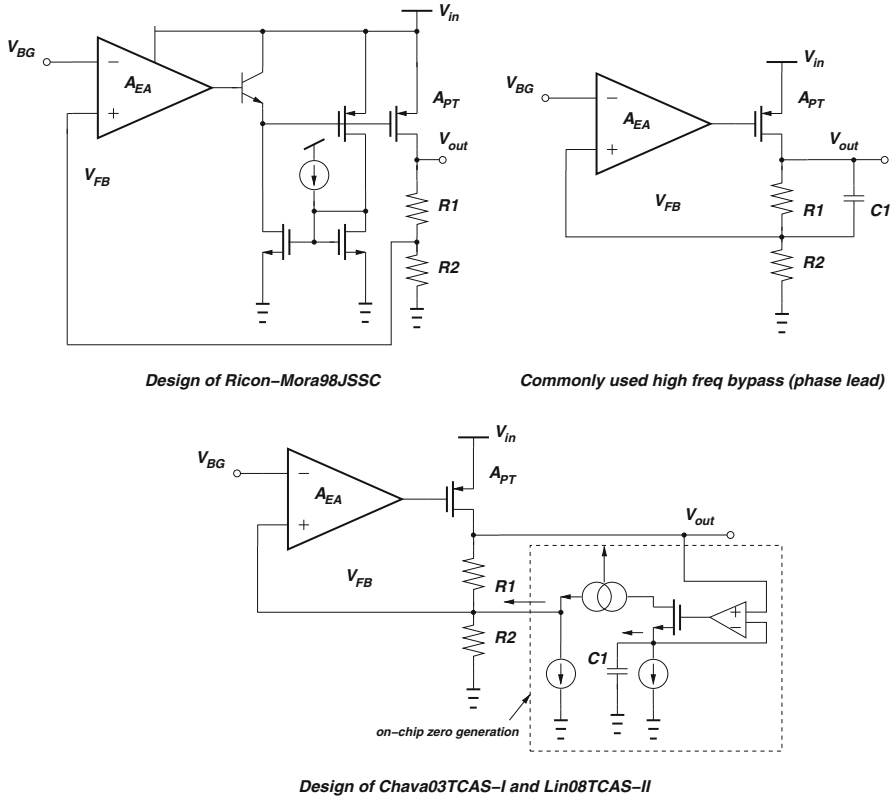 V_in
V_BG
−
A_EA
+
A_PT
V_out
V_FB
R1
R2
Design of Ricon−Mora98JSSC
V_in
V_BG
−
A_EA
+
A_PT
V_out
V_FB
R1
C1
R2
Commonly used high freq bypass (phase lead)
V_in
V_BG
−
A_EA
+
A_PT
V_out
V_FB
R1
+
−
R2
C1
on−chip zero generation
Design of Chava03TCAS−I and Lin08TCAS−II